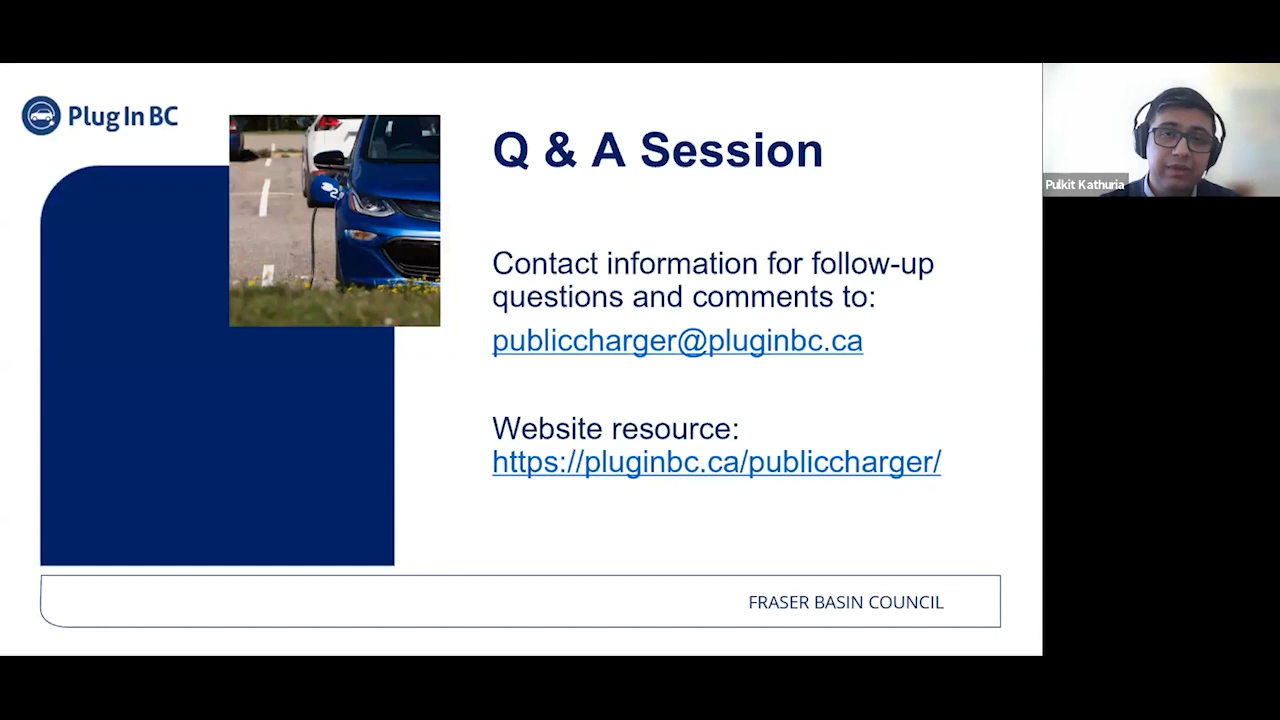 Plug In BC
Q & A Session
Contact information for follow-up
questions and comments to:
publiccharger@pluginbc.ca
Website resource:
https://pluginbc.ca/publiccharger/
FRASER BASIN COUNCIL
Pulkit Kathuria